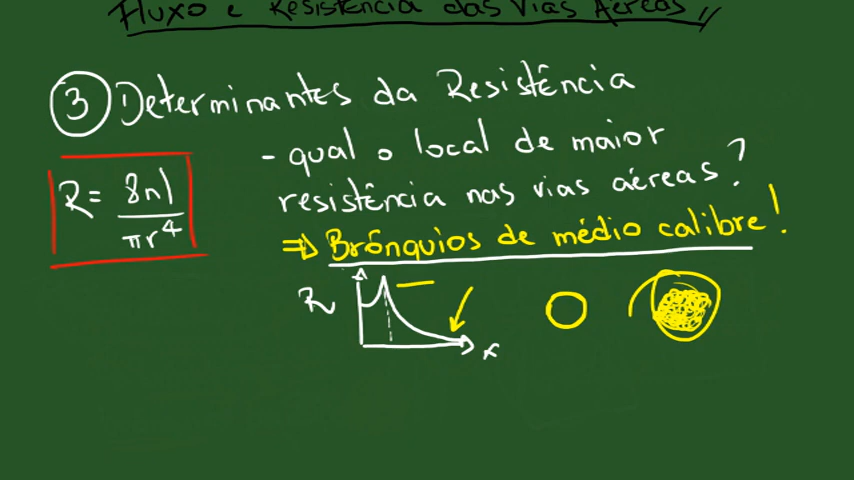 Fluxo e Resistência das Vias Aéreas
3 Determinantes da Resistência
- qual o local de maior
resistência nas vias aéreas?
R = 8nl / πr⁴
⇒ Brônquios de médio calibre!
R